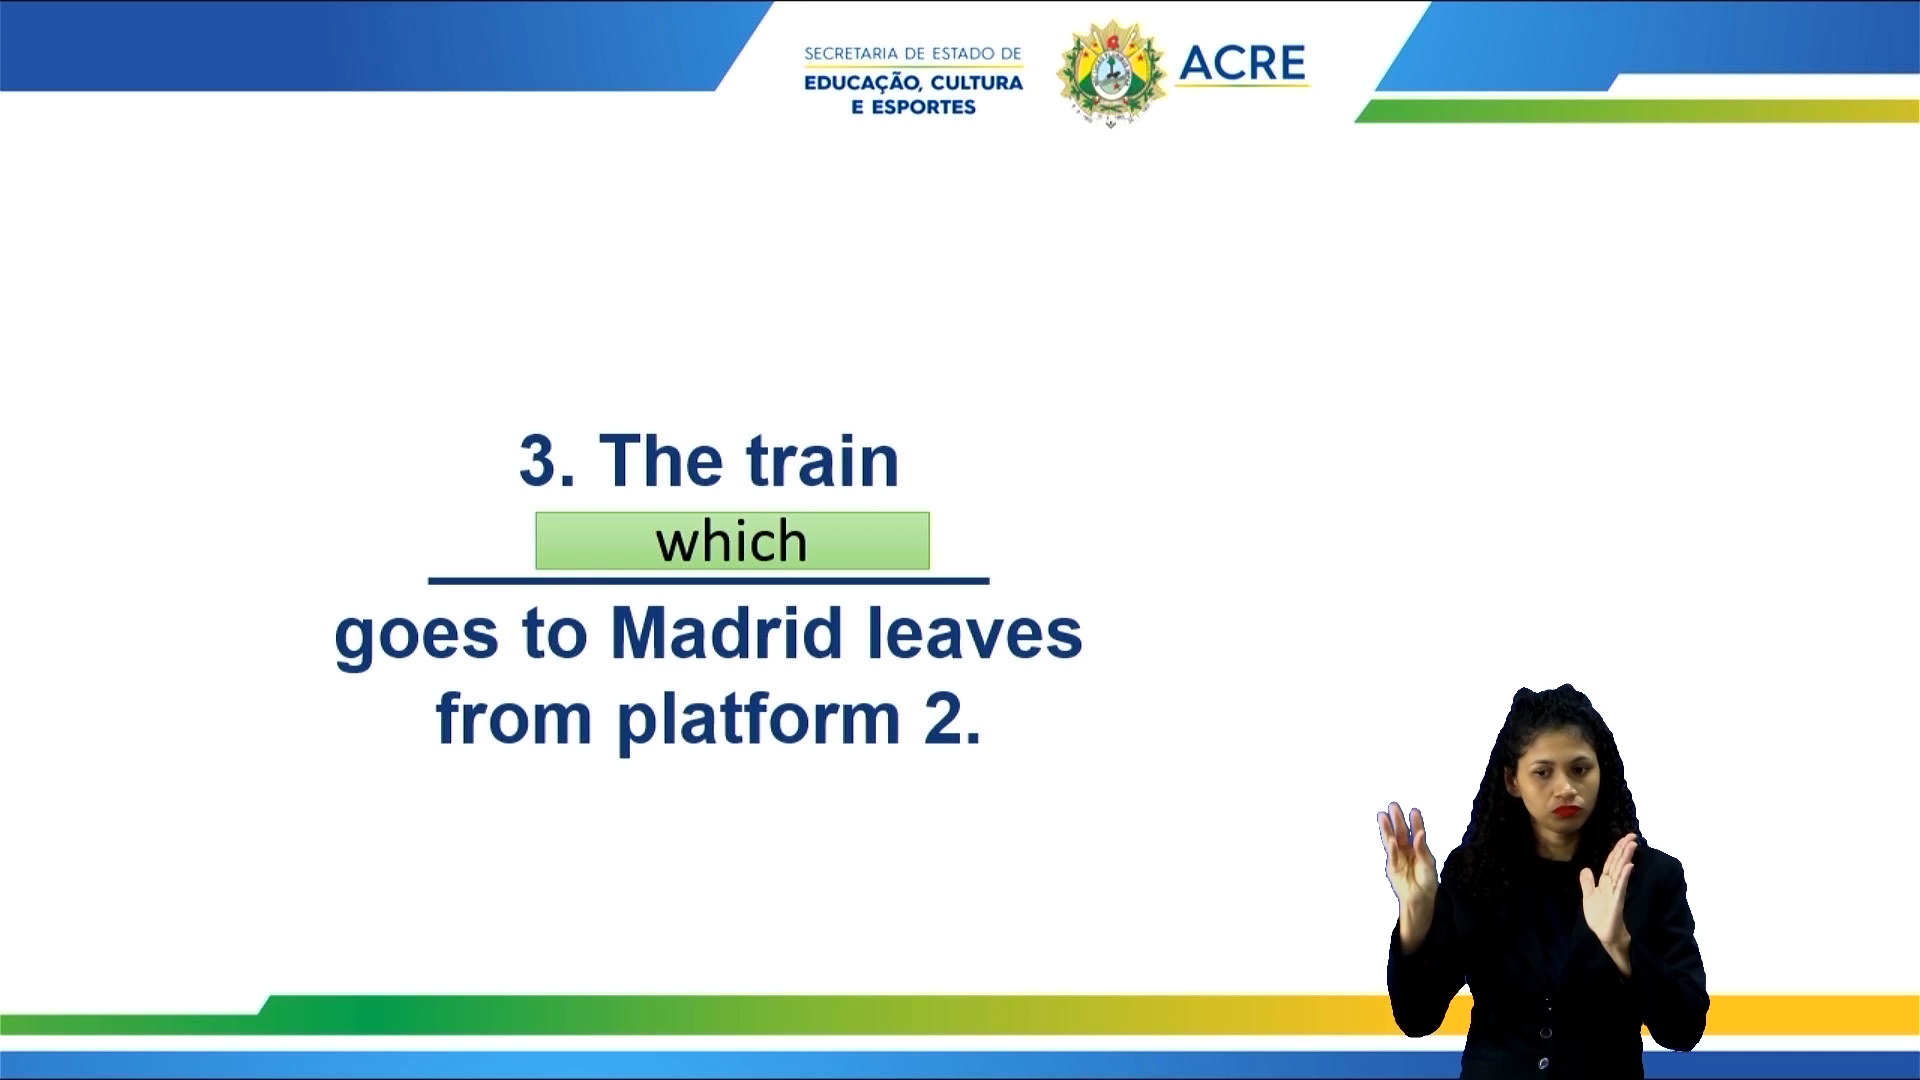 SECRETARIA DE ESTADO DE
EDUCAÇÃO, CULTURA
E ESPORTES
ACRE
3. The train
which
goes to Madrid leaves
from platform 2.